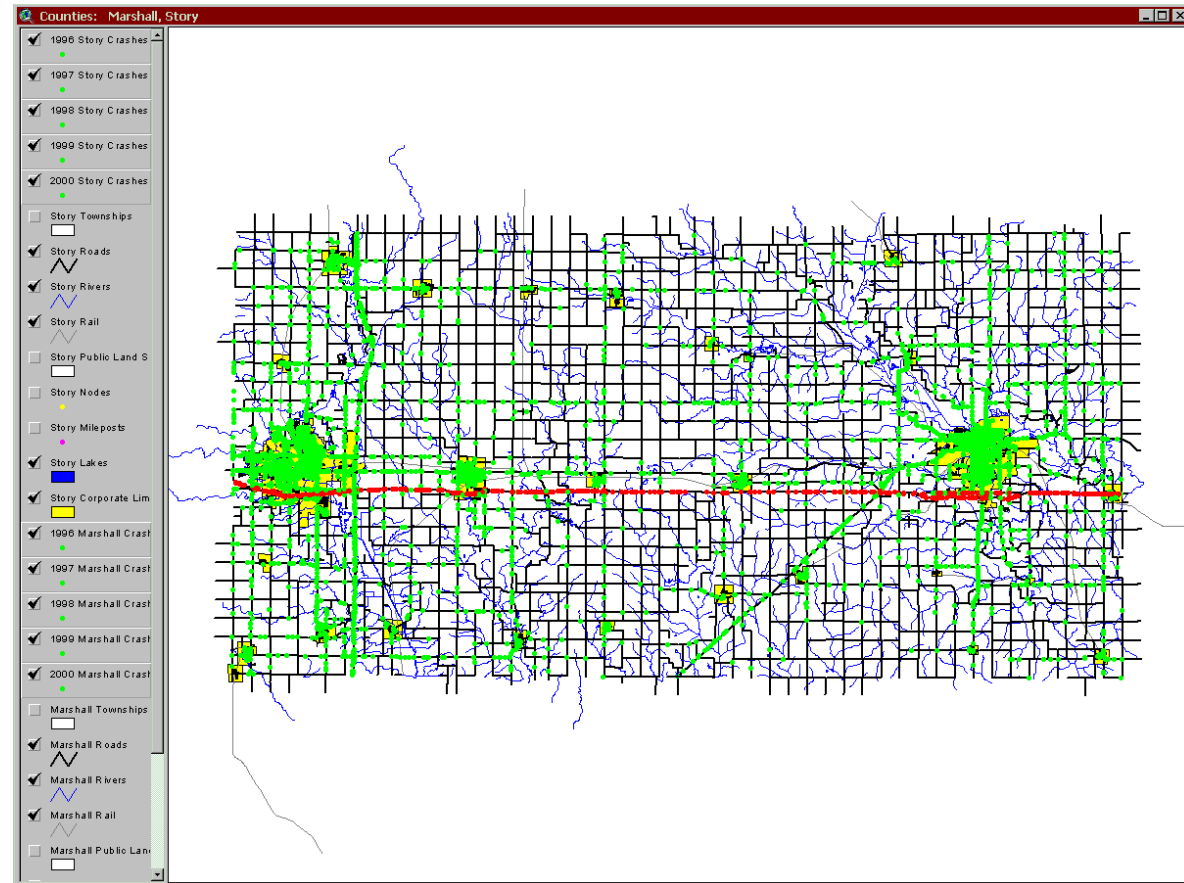 Counties: Marshall, Story
1996 Story Crashes
1997 Story Crashes
1998 Story Crashes
1999 Story Crashes
2000 Story Crashes
Story Townships
Story Roads
Story Rivers
Story Rail
Story Public Land S
Story Nodes
Story Mileposts
Story Lakes
Story Corporate Lim
1996 Marshall Crash
1997 Marshall Crash
1998 Marshall Crash
1999 Marshall Crash
2000 Marshall Crash
Marshall Townships
Marshall Roads
Marshall Rivers
Marshall Rail
Marshall Public Lan